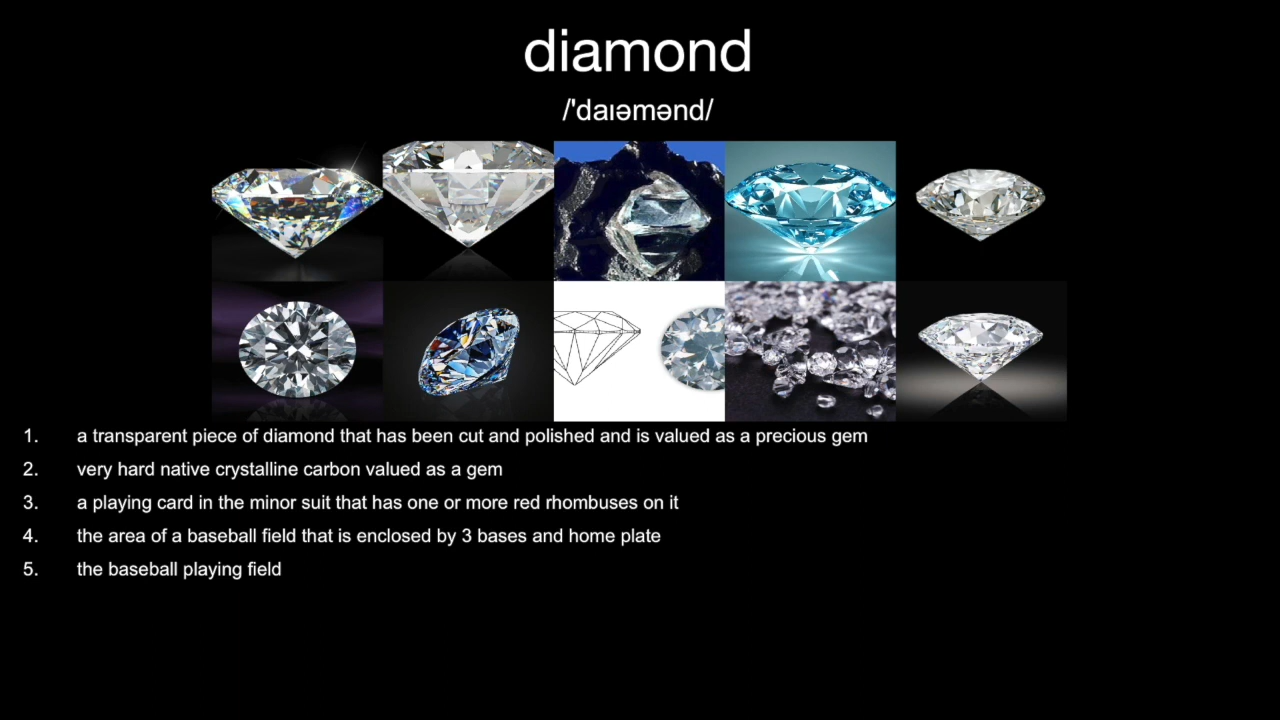 diamond
/'daɪəmənd/
1. a transparent piece of diamond that has been cut and polished and is valued as a precious gem
2. very hard native crystalline carbon valued as a gem
3. a playing card in the minor suit that has one or more red rhombuses on it
4. the area of a baseball field that is enclosed by 3 bases and home plate
5. the baseball playing field